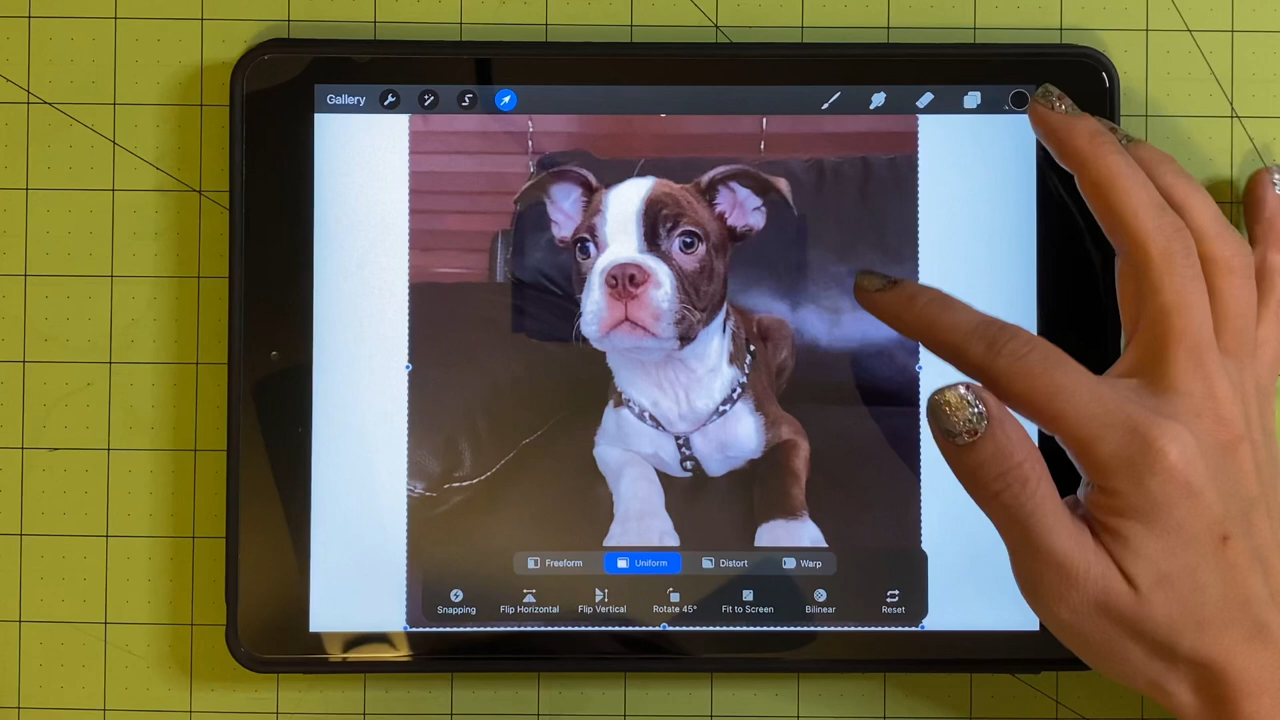 Gallery
Freeform Uniform Distort Warp
Snapping Flip Horizontal Flip Vertical Rotate 45° Fit to Screen Bilinear Reset